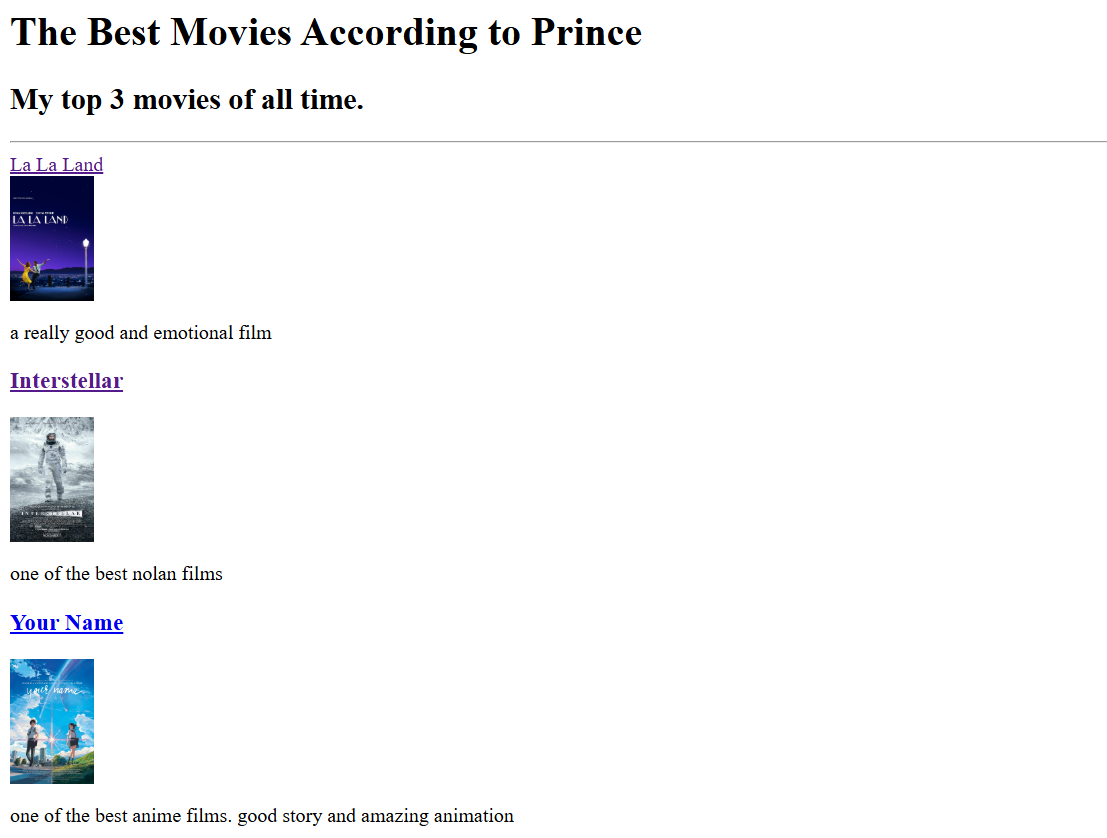 The Best Movies According to Prince
My top 3 movies of all time.
La La Land
LA LA LAND
a really good and emotional film
Interstellar
INTERSTELLAR
one of the best nolan films
Your Name
your name.
one of the best anime films. good story and amazing animation